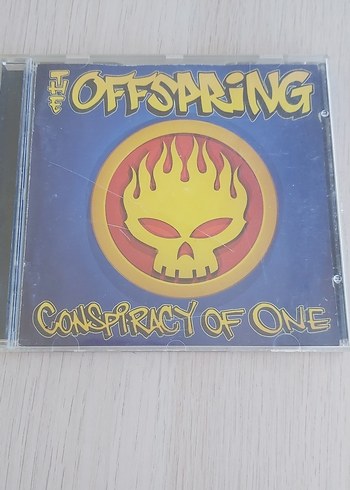 THE OFFSPRING
CONSPIRACY OF ONE